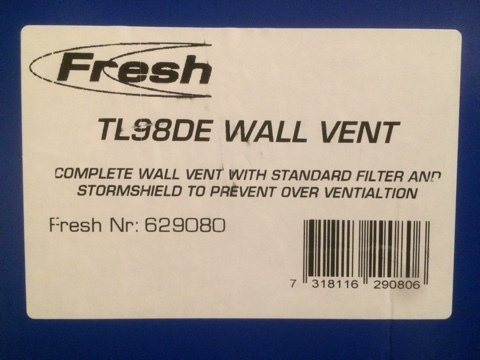 Fresh
TL98DE WALL VENT
COMPLETE WALL VENT WITH STANDARD FILTER AND
STORMSHIELD TO PREVENT OVER VENTIALTION
Fresh Nr: 629080
7 318116 290806